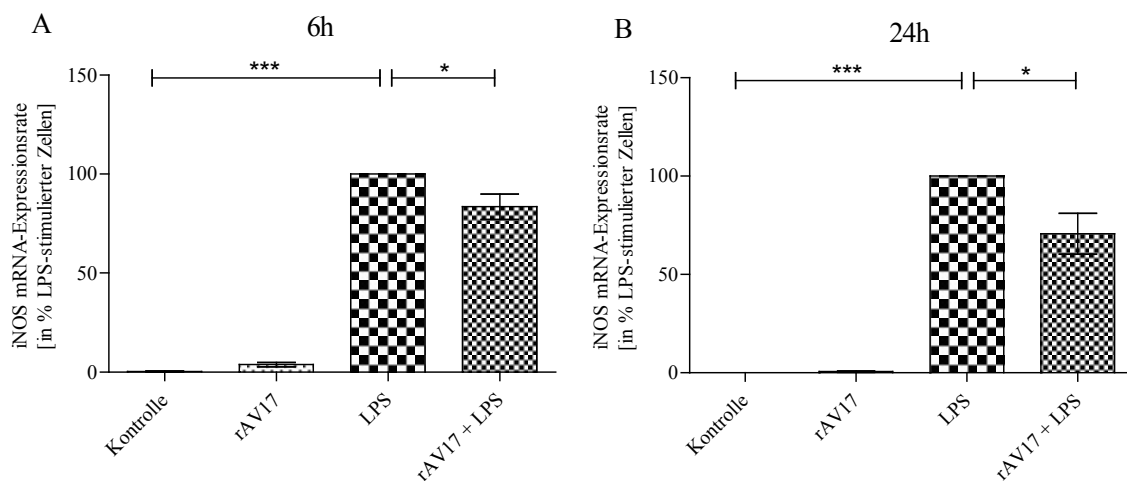 A
6h
***
*
150
100
50
0
iNOS mRNA-Expressionsrate
[in % LPS-stimulierter Zellen]
Kontrolle
rAV17
LPS
rAV17 + LPS
B
24h
***
*
150
100
50
0
iNOS mRNA-Expressionsrate
[in % LPS-stimulierter Zellen]
Kontrolle
rAV17
LPS
rAV17 + LPS